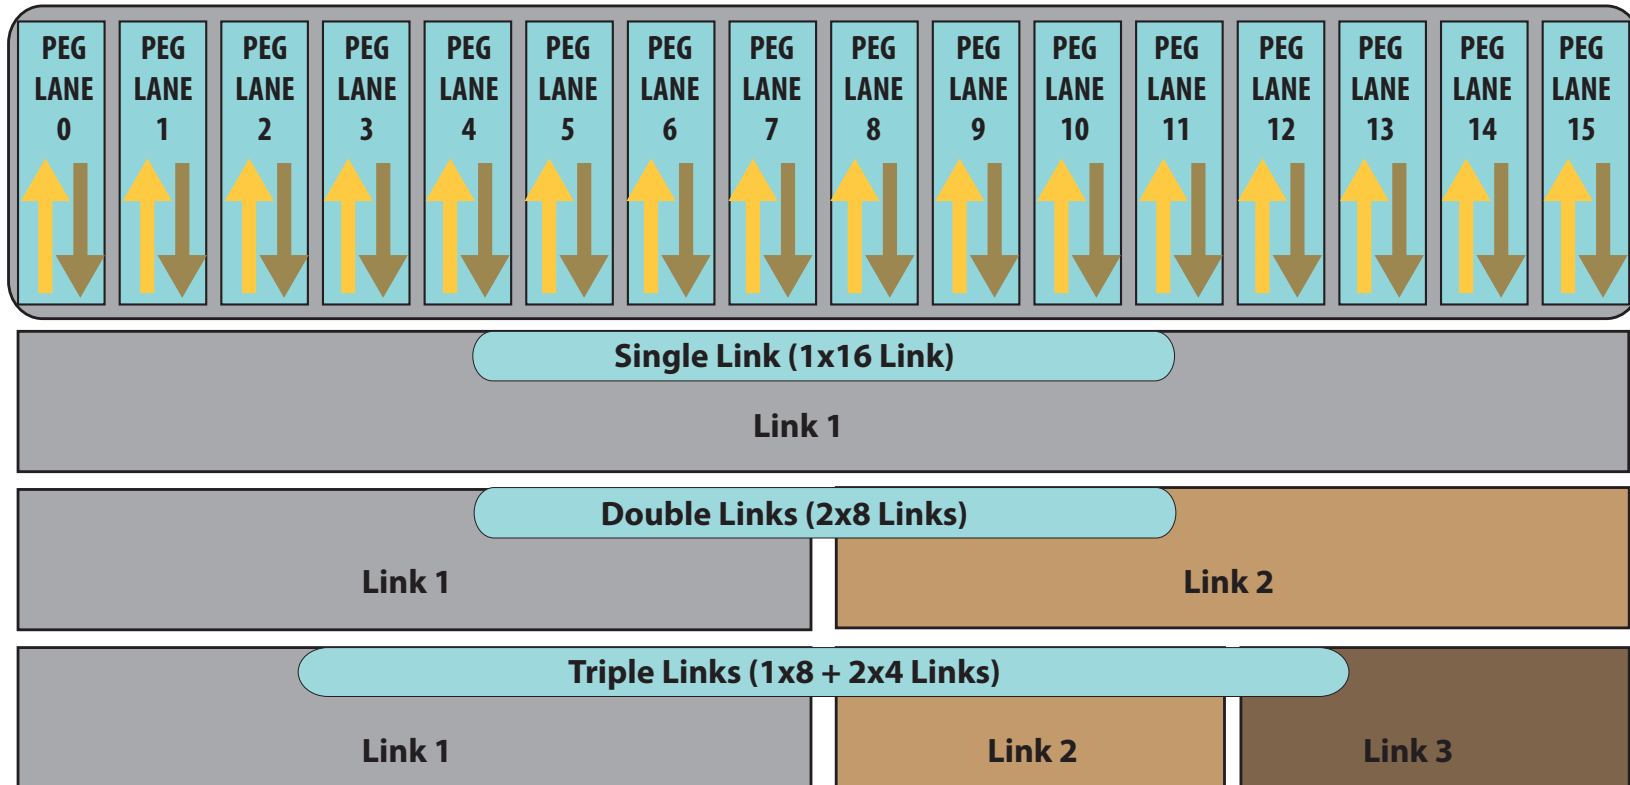 PEG LANE 0
PEG LANE 1
PEG LANE 2
PEG LANE 3
PEG LANE 4
PEG LANE 5
PEG LANE 6
PEG LANE 7
PEG LANE 8
PEG LANE 9
PEG LANE 10
PEG LANE 11
PEG LANE 12
PEG LANE 13
PEG LANE 14
PEG LANE 15
Single Link (1x16 Link)
Link 1
Double Links (2x8 Links)
Link 1
Link 2
Triple Links (1x8 + 2x4 Links)
Link 1
Link 2
Link 3